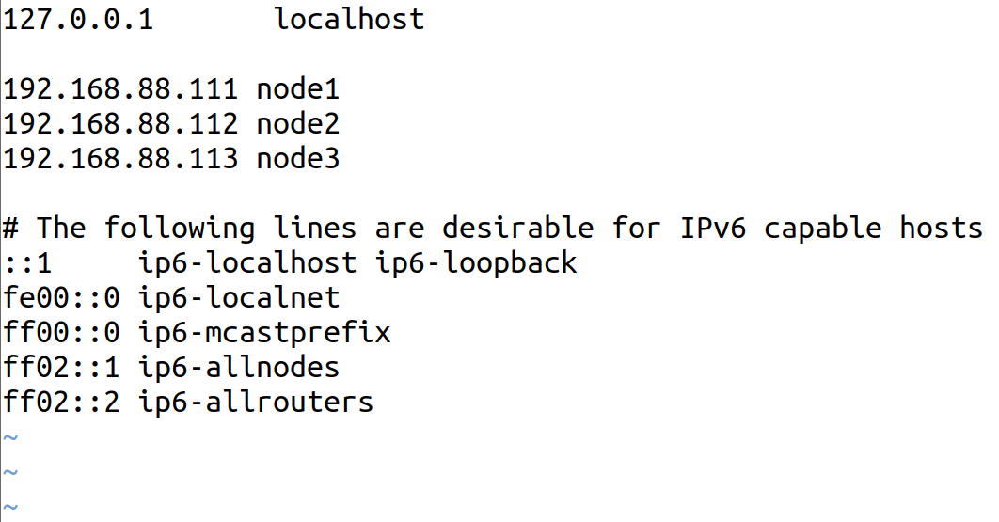 127.0.0.1       localhost

192.168.88.111 node1
192.168.88.112 node2
192.168.88.113 node3

# The following lines are desirable for IPv6 capable hosts
::1     ip6-localhost ip6-loopback
fe00::0 ip6-localnet
ff00::0 ip6-mcastprefix
ff02::1 ip6-allnodes
ff02::2 ip6-allrouters
~
~
~